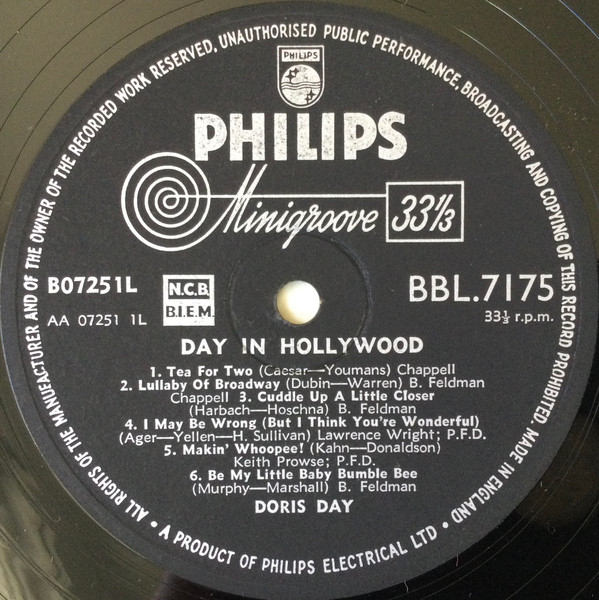 ALL RIGHTS OF THE MANUFACTURER AND OF THE OWNER OF THE RECORDED WORK RESERVED, UNAUTHORISED PUBLIC PERFORMANCE, BROADCASTING AND COPYING OF THIS RECORD PROHIBITED. MADE IN ENGLAND
PHILIPS
PHILIPS
Minigroove 33⅓
B07251L
N.C.B.
B.I.E.M.
BBL.7175
AA 07251 1L
33⅓ r.p.m.
DAY IN HOLLYWOOD
1. Tea For Two (Caesar—Youmans) Chappell
2. Lullaby Of Broadway (Dubin—Warren) B. Feldman
Chappell 3. Cuddle Up A Little Closer
(Harbach—Hoschna) B. Feldman
4. I May Be Wrong (But I Think You're Wonderful)
(Ager—Yellen—H. Sullivan) Lawrence Wright; P.F.D.
5. Makin' Whoopee! (Kahn—Donaldson)
Keith Prowse; P.F.D.
6. Be My Little Baby Bumble Bee
(Murphy—Marshall) B. Feldman
DORIS DAY
• A PRODUCT OF PHILIPS ELECTRICAL LTD •